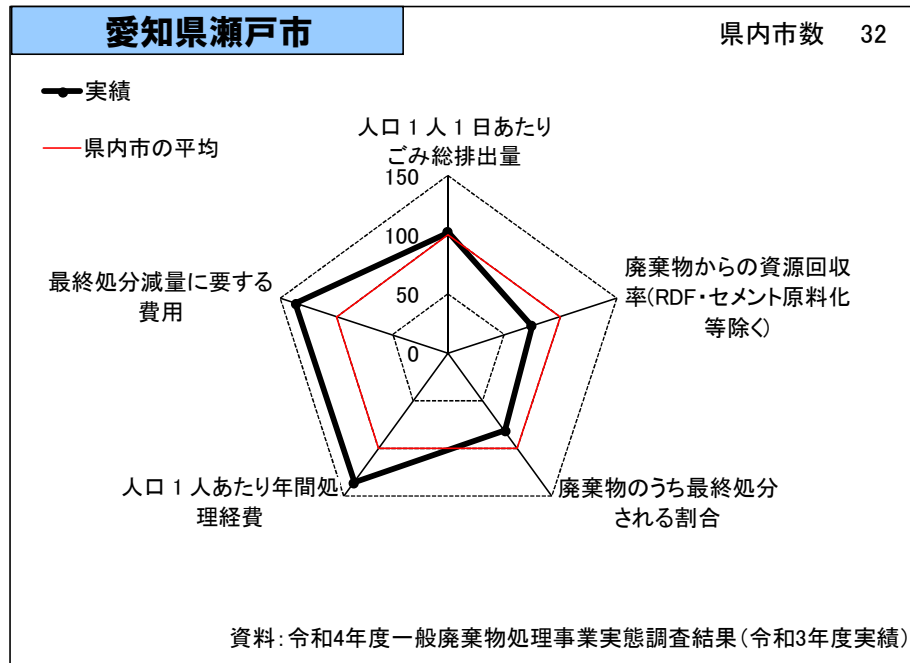 愛知県瀬戸市
県内市数 32
実績
県内市の平均
人口1人1日あたり
ごみ総排出量
150
100
50
0
廃棄物からの資源回収
率(RDF・セメント原料化
等除く)
廃棄物のうち最終処分
される割合
人口1人あたり年間処
理経費
最終処分減量に要する
費用
資料:令和4年度一般廃棄物処理事業実態調査結果(令和3年度実績)